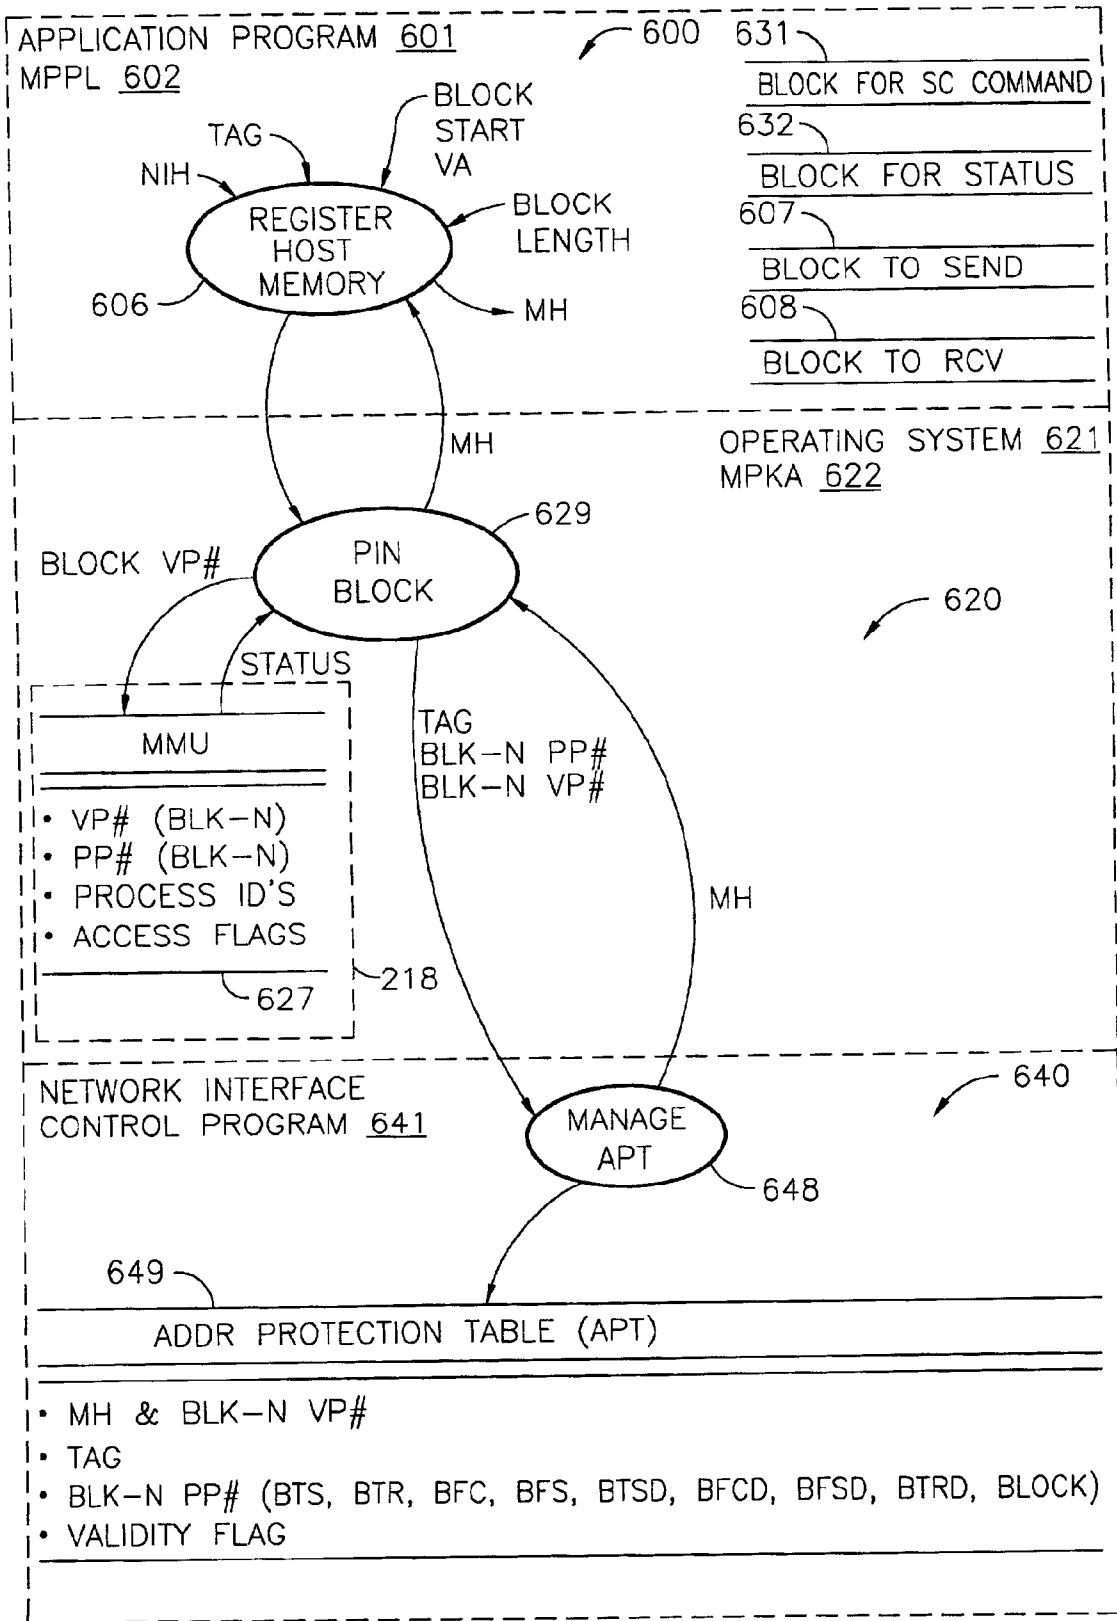 APPLICATION PROGRAM 601
MPPL 602
600
631
BLOCK FOR SC COMMAND
632
BLOCK FOR STATUS
607
BLOCK TO SEND
608
BLOCK TO RCV
NIH
TAG
BLOCK
START
VA
BLOCK
LENGTH
REGISTER
HOST
MEMORY
606
MH
MH
OPERATING SYSTEM 621
MPKA 622
629
PIN
BLOCK
BLOCK VP#
620
STATUS
MMU
• VP# (BLK-N)
• PP# (BLK-N)
• PROCESS ID'S
• ACCESS FLAGS
627
218
TAG
BLK-N PP#
BLK-N VP#
MH
NETWORK INTERFACE
CONTROL PROGRAM 641
640
MANAGE
APT
648
649
ADDR PROTECTION TABLE (APT)
• MH & BLK-N VP#
• TAG
• BLK-N PP# (BTS, BTR, BFC, BFS, BTSD, BFCD, BFSD, BTRD, BLOCK)
• VALIDITY FLAG